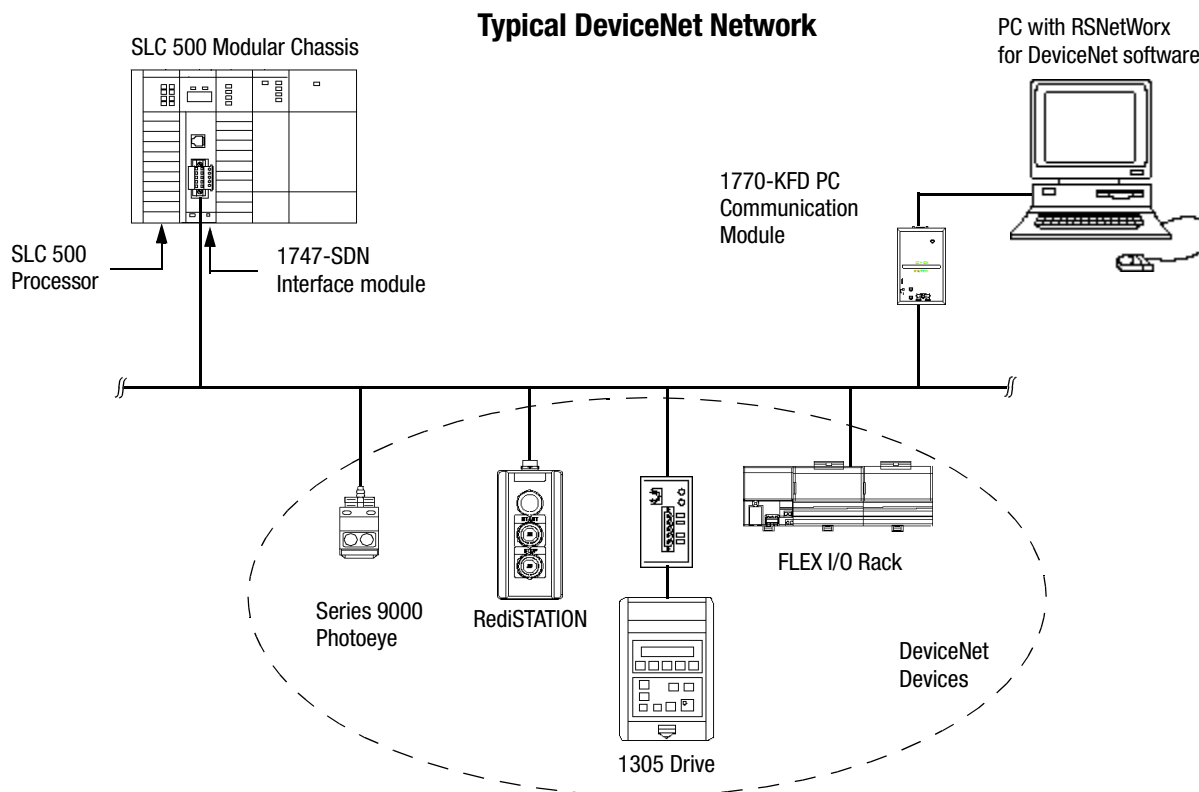 Typical DeviceNet Network
SLC 500 Modular Chassis
PC with RSNetWorx
for DeviceNet software
1770-KFD PC
Communication
Module
SLC 500
Processor
1747-SDN
Interface module
START
Series 9000
Photoeye
RediSTATION
FLEX I/O Rack
DeviceNet
Devices
1305 Drive